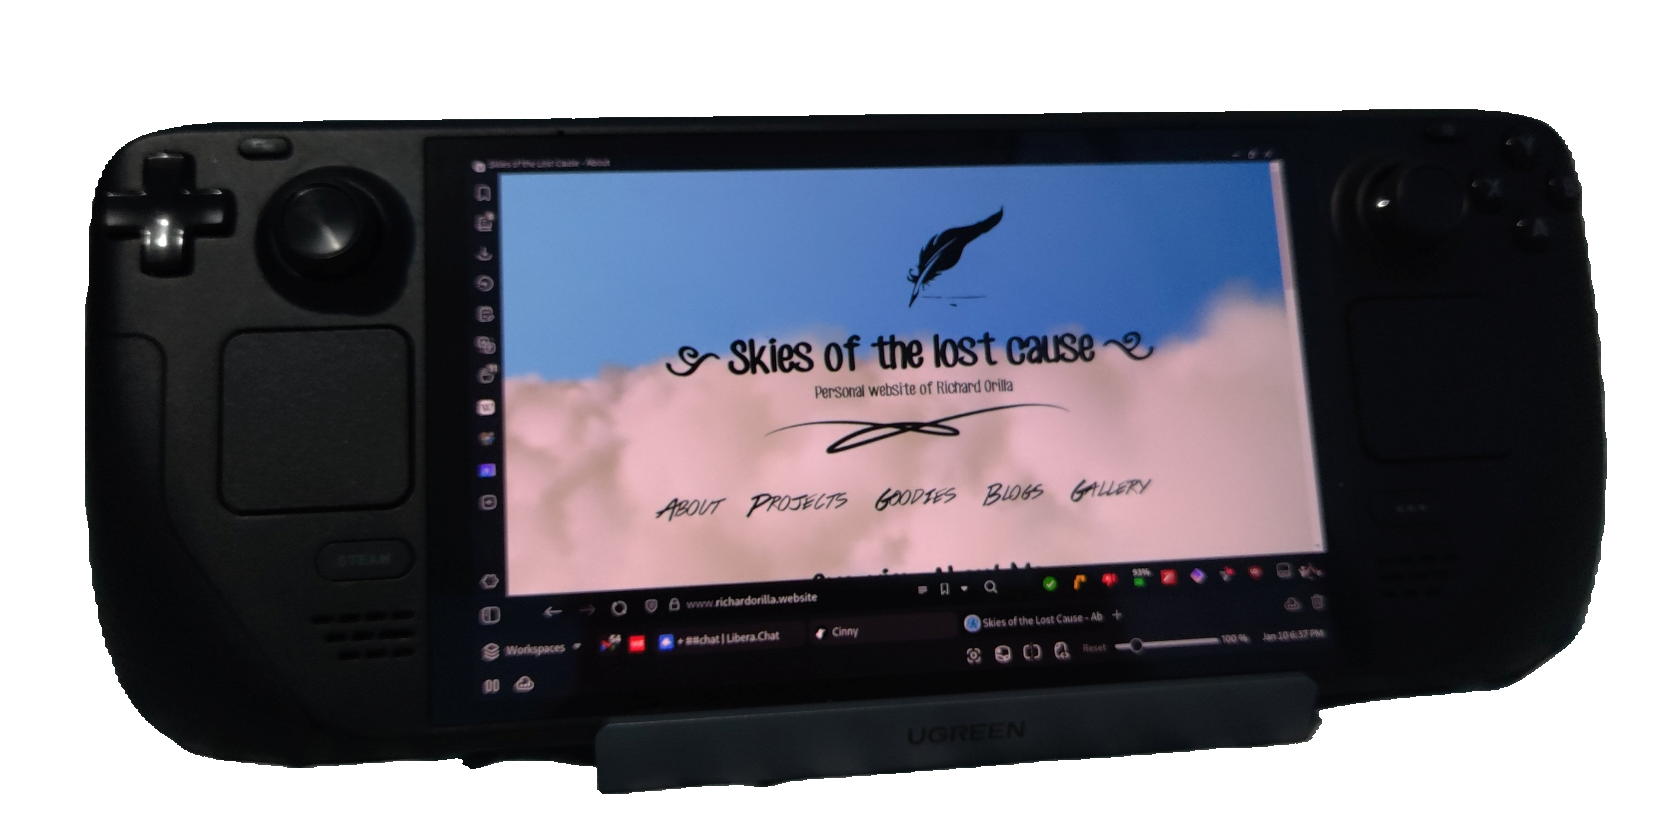 Skies of the Lost Cause - About
Skies of the lost cause
Personal website of Richard Orilla
About Projects Goodies Blogs Gallery
www.richardorilla.website
93%
54
+ ##chat | Libera.Chat
Cinny
Skies of the Lost Cause - Ab
Workspaces
Reset
100 %
Jan 10 6:37 PM
STEAM
Y
X
A
UGREEN